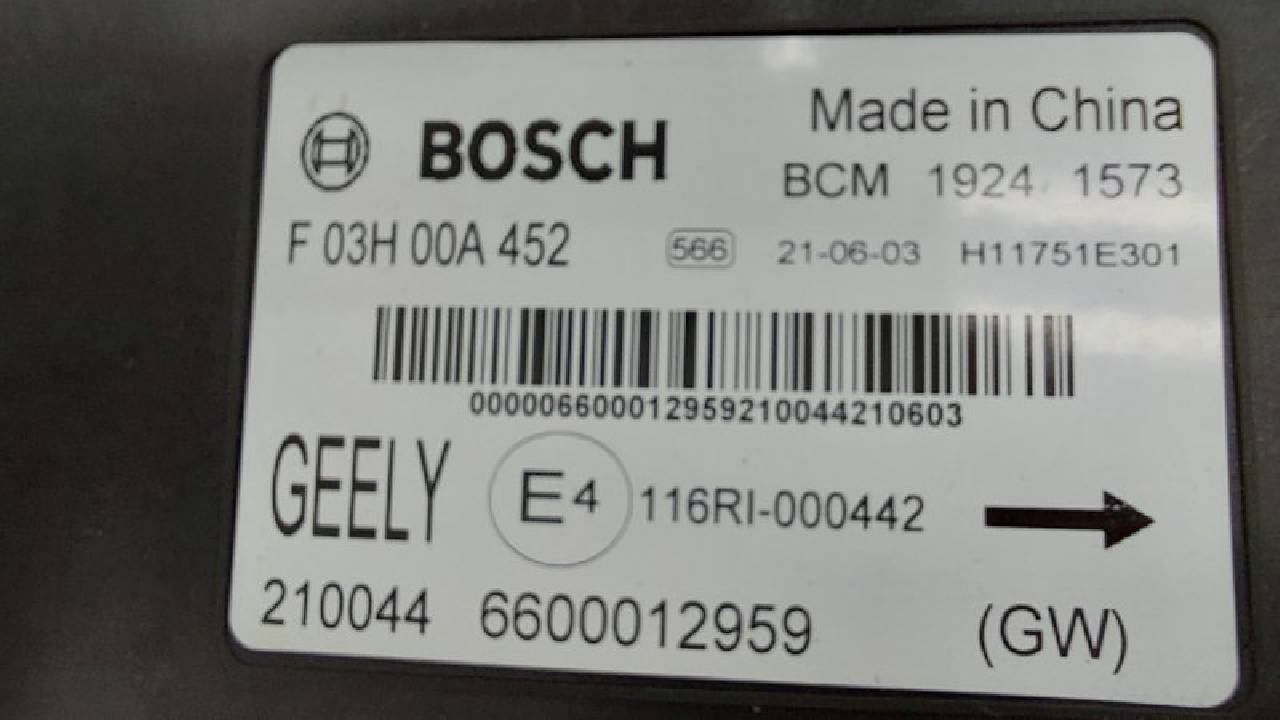 Made in China
BOSCH
BCM 1924 1573
F 03H 00A 452 566 21-06-03 H11751E301
000006600012959210044210603
GEELY E4 116RI-000442
210044 6600012959 (GW)